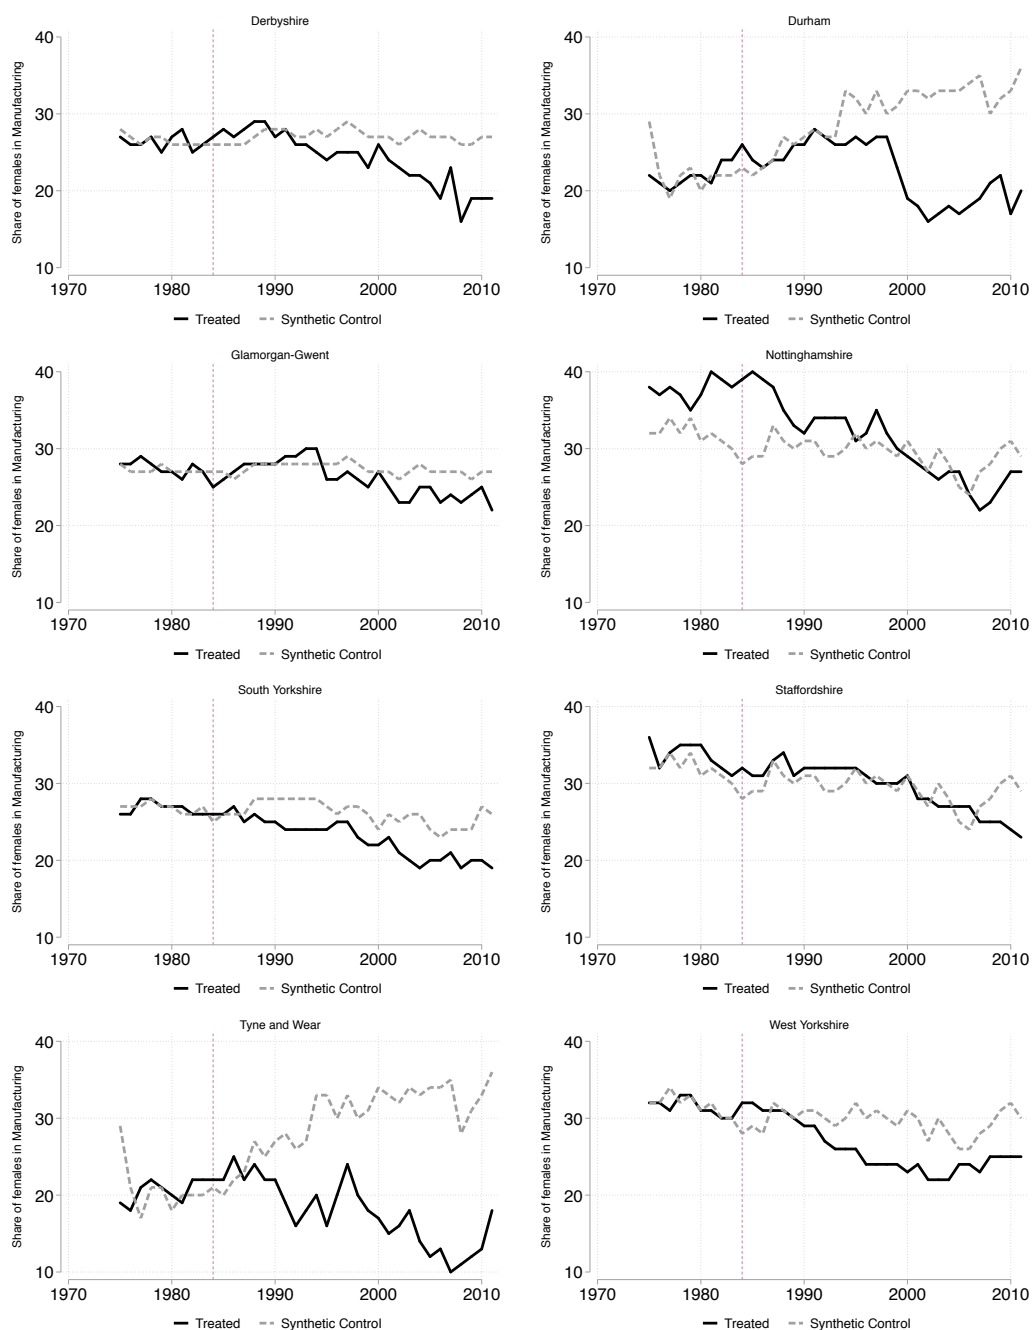 Derbyshire
Share of females in Manufacturing
40
30
20
10
1970 1980 1990 2000 2010
Treated Synthetic Control
Durham
Share of females in Manufacturing
40
30
20
10
1970 1980 1990 2000 2010
Treated Synthetic Control
Glamorgan-Gwent
Share of females in Manufacturing
40
30
20
10
1970 1980 1990 2000 2010
Treated Synthetic Control
Nottinghamshire
Share of females in Manufacturing
40
30
20
10
1970 1980 1990 2000 2010
Treated Synthetic Control
South Yorkshire
Share of females in Manufacturing
40
30
20
10
1970 1980 1990 2000 2010
Treated Synthetic Control
Staffordshire
Share of females in Manufacturing
40
30
20
10
1970 1980 1990 2000 2010
Treated Synthetic Control
Tyne and Wear
Share of females in Manufacturing
40
30
20
10
1970 1980 1990 2000 2010
Treated Synthetic Control
West Yorkshire
Share of females in Manufacturing
40
30
20
10
1970 1980 1990 2000 2010
Treated Synthetic Control